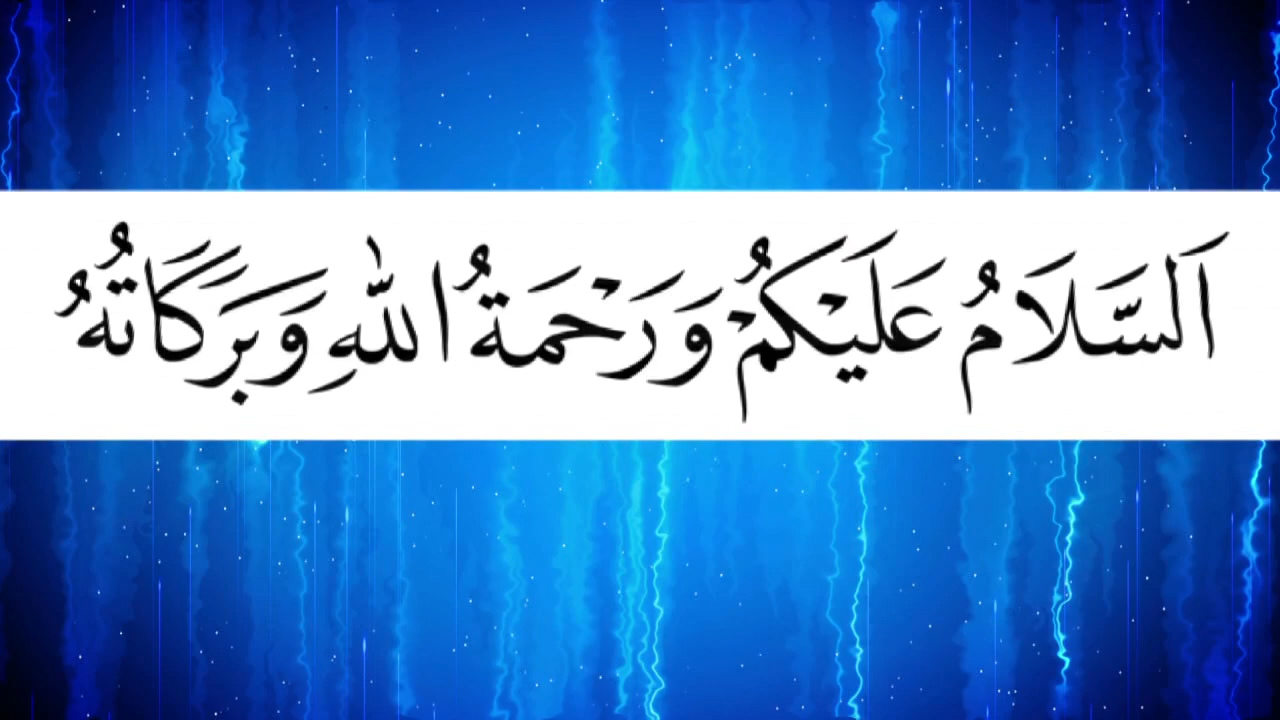 اَلسَّلَامُ عَلَيْكُمْ وَرَحْمَةُ اللّٰهِ وَبَرَكَاتُهُ